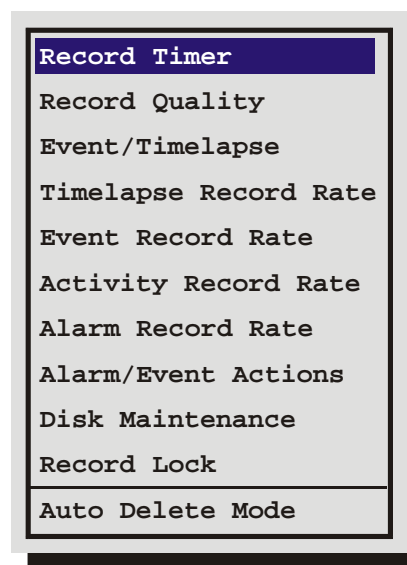 Record Timer
Record Quality
Event/Timelapse
Timelapse Record Rate
Event Record Rate
Activity Record Rate
Alarm Record Rate
Alarm/Event Actions
Disk Maintenance
Record Lock
Auto Delete Mode